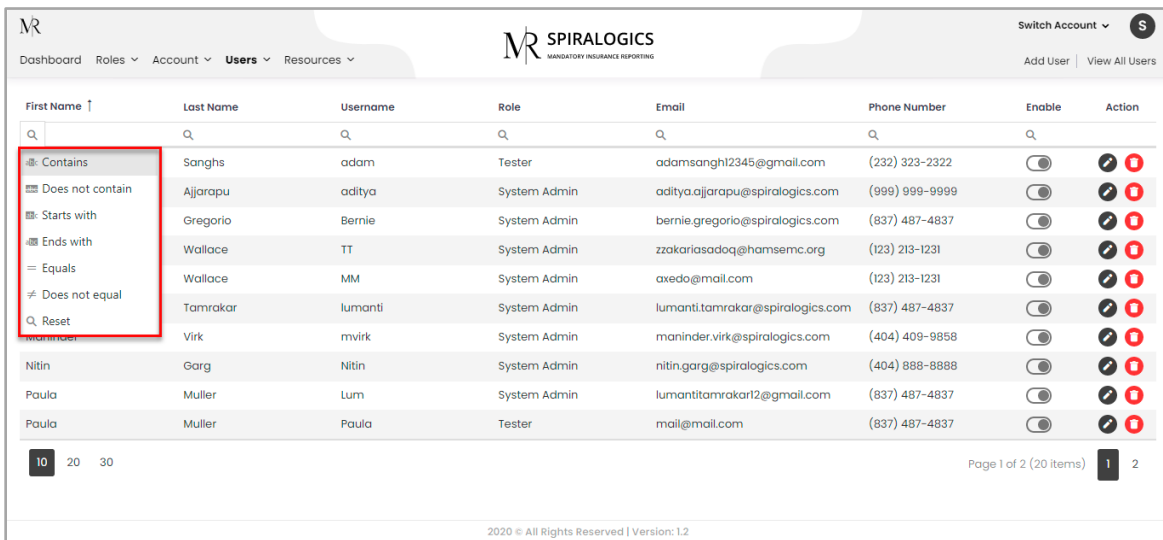 MR
Switch Account
S
MR SPIRALOGICS
MANDATORY INSURANCE REPORTING
Dashboard Roles Account Users Resources
Add User | View All Users
First Name ↑ Last Name Username Role Email Phone Number Enable Action
Contains Sanghs adam Tester adamsangh12345@gmail.com (232) 323-2322
Does not contain Ajjarapu aditya System Admin aditya.ajjarapu@spiralogics.com (999) 999-9999
Starts with Gregorio Bernie System Admin bernie.gregorio@spiralogics.com (837) 487-4837
Ends with Wallace TT System Admin zzakariasadoq@hamsemc.org (123) 213-1231
= Equals Wallace MM System Admin axedo@mail.com (123) 213-1231
≠ Does not equal Tamrakar lumanti System Admin lumanti.tamrakar@spiralogics.com (837) 487-4837
Reset
Maninder Virk mvirk System Admin maninder.virk@spiralogics.com (404) 409-9858
Nitin Garg Nitin System Admin nitin.garg@spiralogics.com (404) 888-8888
Paula Muller Lum System Admin lumantitamrakar12@gmail.com (837) 487-4837
Paula Muller Paula Tester mail@mail.com (837) 487-4837
10 20 30 Page 1 of 2 (20 items) 1 2
2020 © All Rights Reserved | Version: 1.2